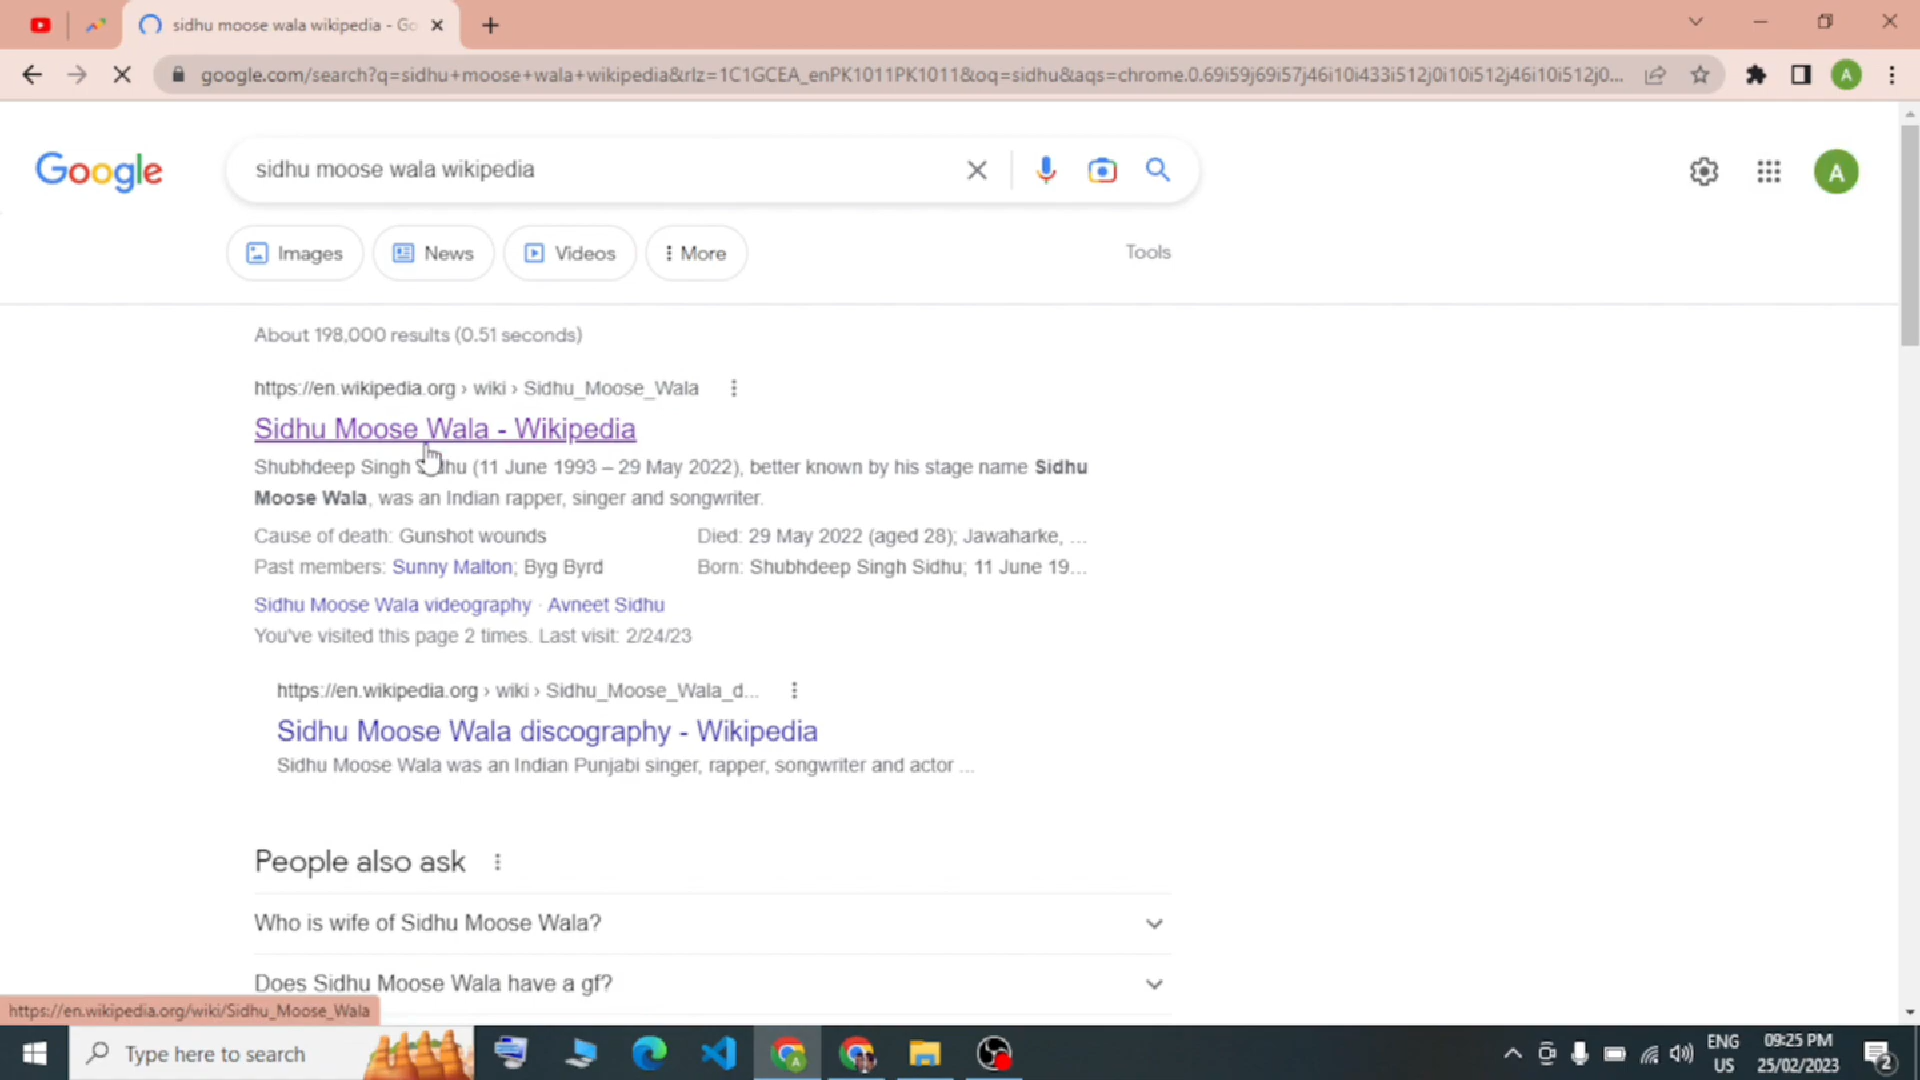 sidhu moose wala wikipedia - Go
google.com/search?q=sidhu+moose+wala+wikipedia&rlz=1C1GCEA_enPK1011PK1011&oq=sidhu&aqs=chrome.0.69i59j69i57j46i10i433i512j0i10i512j46i10i512j0...
A
Google
sidhu moose wala wikipedia
A
Images
News
Videos
More
Tools
About 198,000 results (0.51 seconds)
https://en.wikipedia.org › wiki › Sidhu_Moose_Wala
Sidhu Moose Wala - Wikipedia
Shubhdeep Singh Sidhu (11 June 1993 – 29 May 2022), better known by his stage name Sidhu
Moose Wala, was an Indian rapper, singer and songwriter.
Cause of death: Gunshot wounds
Died: 29 May 2022 (aged 28); Jawaharke, ...
Past members: Sunny Malton; Byg Byrd
Born: Shubhdeep Singh Sidhu; 11 June 19...
Sidhu Moose Wala videography · Avneet Sidhu
You've visited this page 2 times. Last visit: 2/24/23
https://en.wikipedia.org › wiki › Sidhu_Moose_Wala_d...
Sidhu Moose Wala discography - Wikipedia
Sidhu Moose Wala was an Indian Punjabi singer, rapper, songwriter and actor ...
People also ask
Who is wife of Sidhu Moose Wala?
Does Sidhu Moose Wala have a gf?
https://en.wikipedia.org/wiki/Sidhu_Moose_Wala
Type here to search
A
ENG
US
09:25 PM
25/02/2023
2